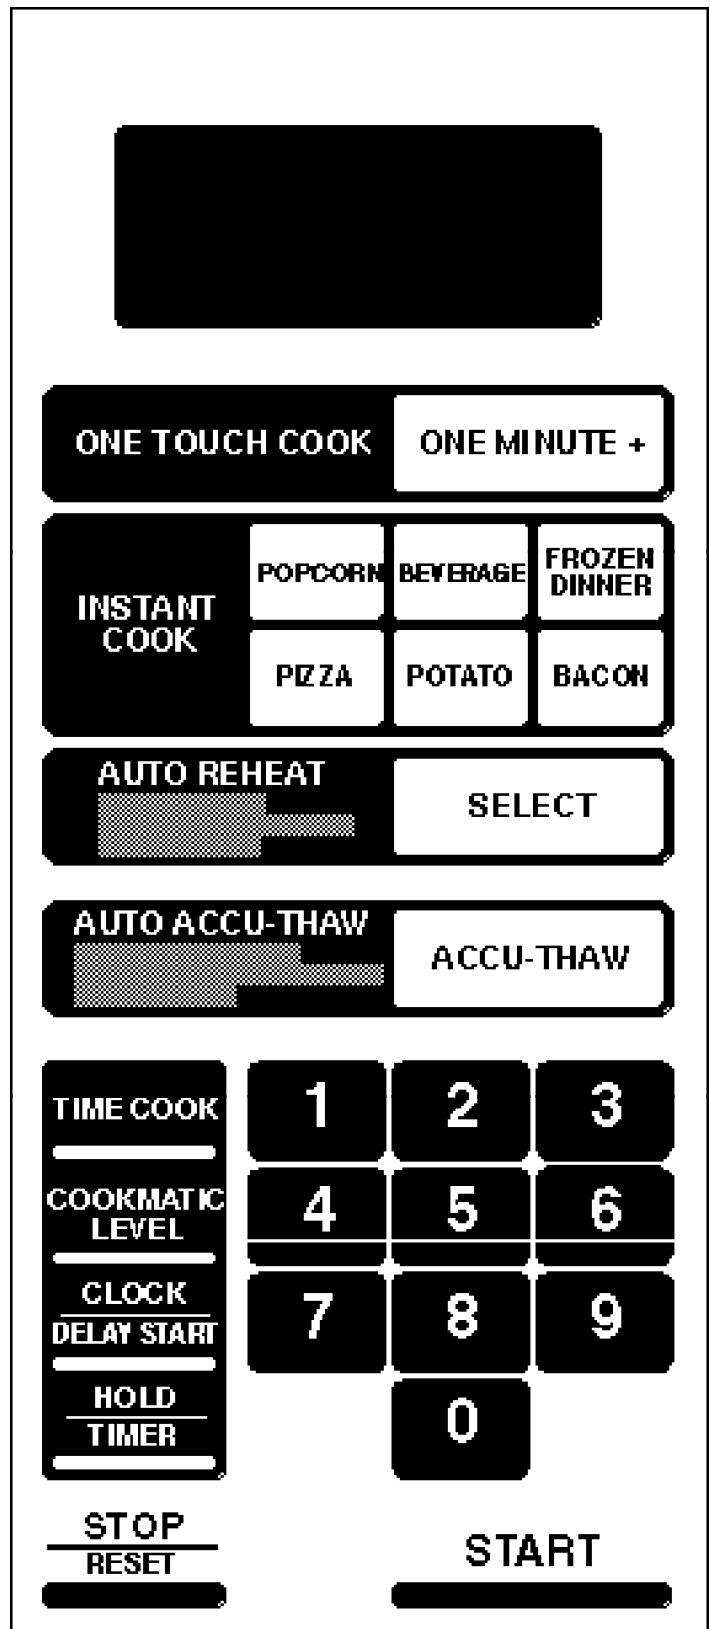 ONE TOUCH COOK
ONE MINUTE +
INSTANT
COOK
POPCORN
BEVERAGE
FROZEN
DINNER
PIZZA
POTATO
BACON
AUTO REHEAT
SELECT
AUTO ACCU-THAW
ACCU-THAW
TIME COOK
1
2
3
COOKMATIC
LEVEL
4
5
6
CLOCK
DELAY START
7
8
9
HOLD
TIMER
0
STOP
RESET
START